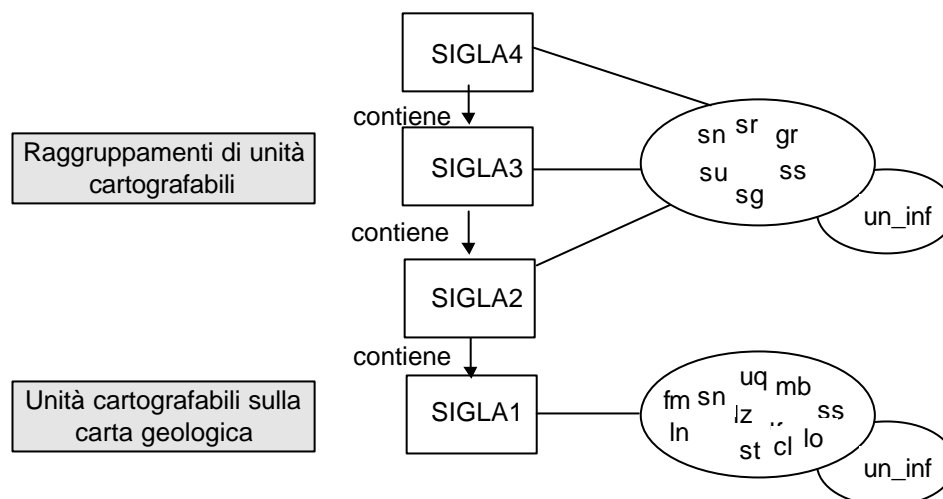 SIGLA4
contiene
sn sr gr
su ss
sg
Raggruppamenti di unità
cartografabili
SIGLA3
un_inf
contiene
SIGLA2
contiene
Unità cartografabili sulla
carta geologica
SIGLA1
uq mb
fm sn ss
ln lo
st cl
un_inf